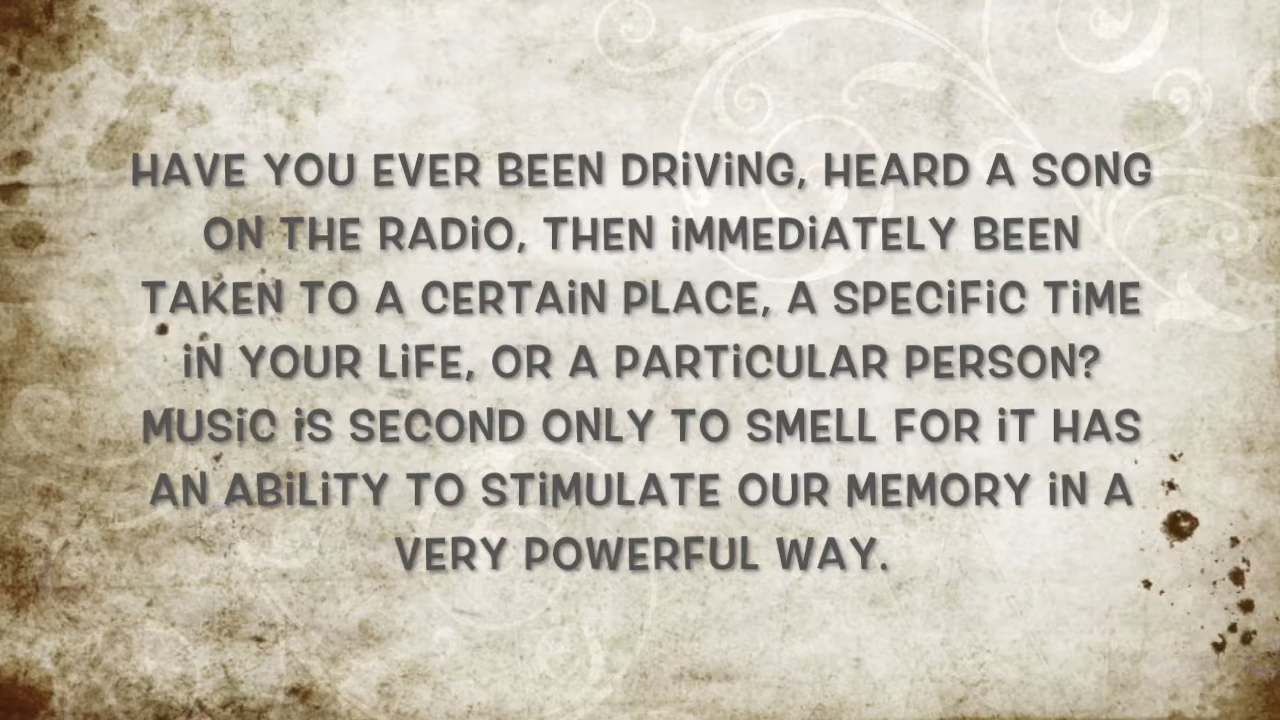 HAVE YOU EVER BEEN DRiViNG, HEARD A SONG
ON THE RADiO, THEN iMMEDiATELY BEEN
TAKEN TO A CERTAiN PLACE, A SPECiFiC TiME
iN YOUR LiFE, OR A PARTiCULAR PERSON?
MUSiC iS SECOND ONLY TO SMELL FOR iT HAS
AN ABiLiTY TO STiMULATE OUR MEMORY iN A
VERY POWERFUL WAY.